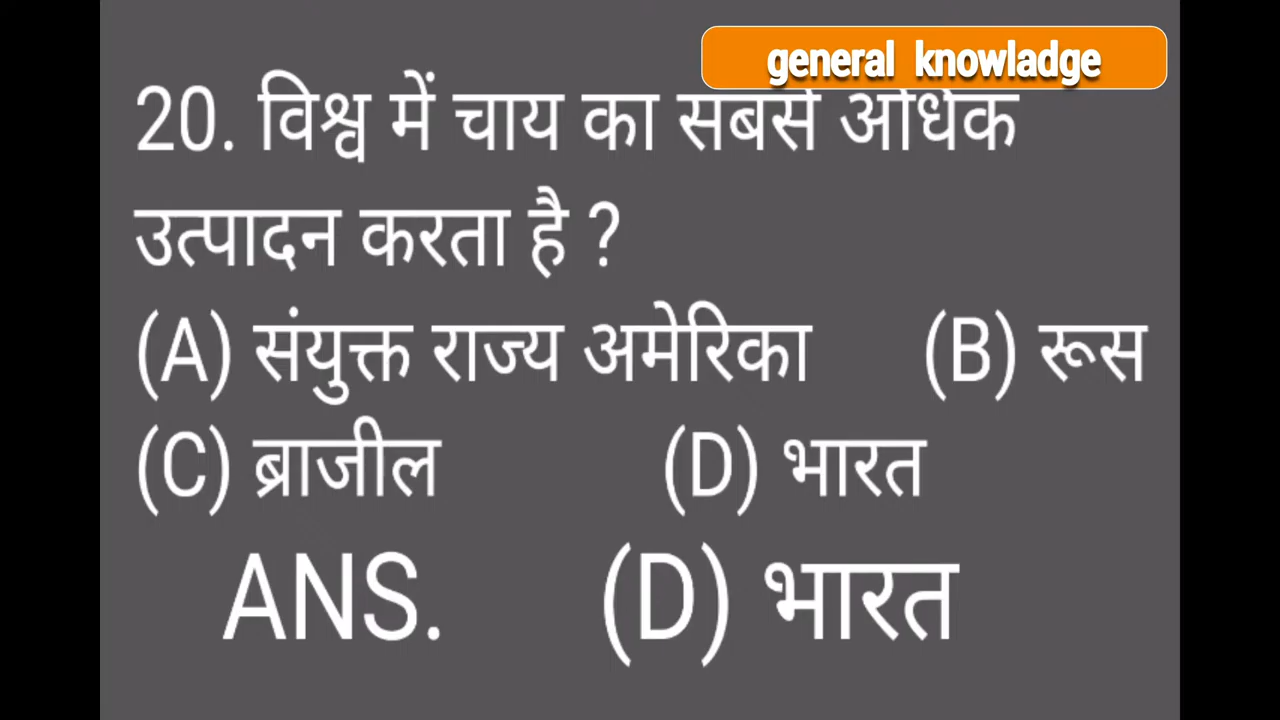 general knowladge
20. विश्व में चाय का सबसे अधिक
उत्पादन करता है ?
(A) संयुक्त राज्य अमेरिका (B) रूस
(C) ब्राजील (D) भारत
ANS. (D) भारत